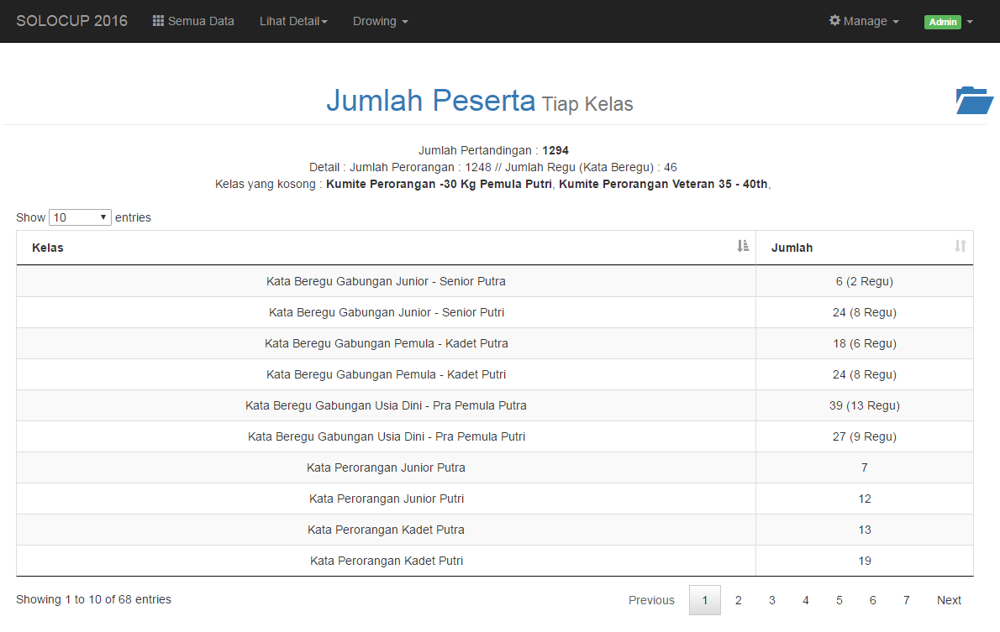 SOLOCUP 2016 Semua Data Lihat Detail Drowing Manage Admin
Jumlah Peserta Tiap Kelas
Jumlah Pertandingan : 1294
Detail : Jumlah Perorangan : 1248 // Jumlah Regu (Kata Beregu) : 46
Kelas yang kosong : Kumite Perorangan -30 Kg Pemula Putri, Kumite Perorangan Veteran 35 - 40th,
Show 10 entries
Kelas Jumlah
Kata Beregu Gabungan Junior - Senior Putra 6 (2 Regu)
Kata Beregu Gabungan Junior - Senior Putri 24 (8 Regu)
Kata Beregu Gabungan Pemula - Kadet Putra 18 (6 Regu)
Kata Beregu Gabungan Pemula - Kadet Putri 24 (8 Regu)
Kata Beregu Gabungan Usia Dini - Pra Pemula Putra 39 (13 Regu)
Kata Beregu Gabungan Usia Dini - Pra Pemula Putri 27 (9 Regu)
Kata Perorangan Junior Putra 7
Kata Perorangan Junior Putri 12
Kata Perorangan Kadet Putra 13
Kata Perorangan Kadet Putri 19
Showing 1 to 10 of 68 entries Previous 1 2 3 4 5 6 7 Next